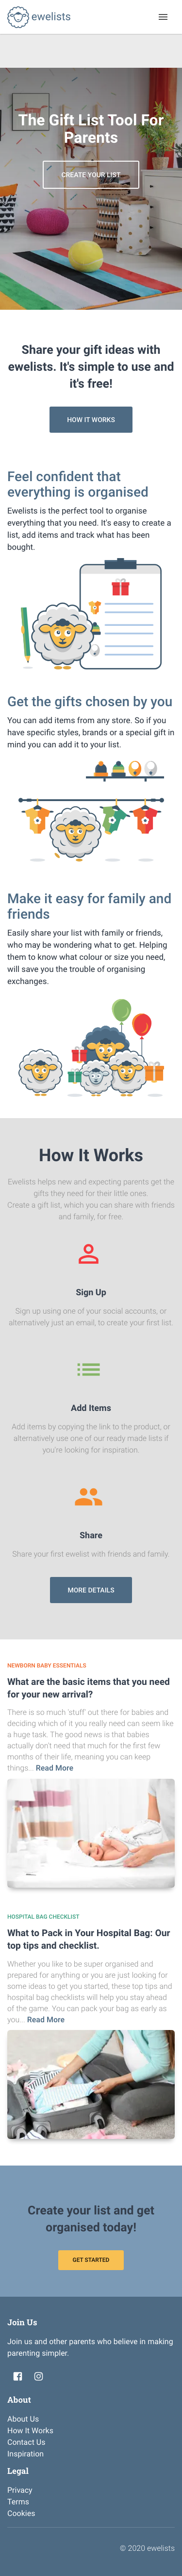 ewelists
The Gift List Tool For
Parents
CREATE YOUR LIST
Share your gift ideas with
ewelists. It's simple to use and
it's free!
HOW IT WORKS
Feel confident that
everything is organised
Ewelists is the perfect tool to organise
everything that you need. It's easy to create a
list, add items and track what has been
bought.
Get the gifts chosen by you
You can add items from any store. So if you
have specific styles, brands or a special gift in
mind you can add it to your list.
Make it easy for family and
friends
Easily share your list with family or friends,
who may be wondering what to get. Helping
them to know what colour or size you need,
will save you the trouble of organising
exchanges.
How It Works
Ewelists helps new and expecting parents get the
gifts they need for their little ones.
Create a gift list, which you can share with friends
and family, for free.
Sign Up
Sign up using one of your social accounts, or
alternatively just an email, to create your first list.
Add Items
Add items by copying the link to the product, or
alternatively use one of our ready made lists if
you're looking for inspiration.
Share
Share your first ewelist with friends and family.
MORE DETAILS
NEWBORN BABY ESSENTIALS
What are the basic items that you need
for your new arrival?
There is so much 'stuff' out there for babies and
deciding which of it you really need can seem like
a huge task. The good news is that babies
actually don't need that much for the first few
months of their life, meaning you can keep
things... Read More
HOSPITAL BAG CHECKLIST
What to Pack in Your Hospital Bag: Our
top tips and checklist.
Whether you like to be super organised and
prepared for anything or you are just looking for
some ideas to get you started, these top tips and
hospital bag checklists will help you stay ahead
of the game. You can pack your bag as early as
you... Read More
Create your list and get
organised today!
GET STARTED
Join Us
Join us and other parents who believe in making
parenting simpler.
About
About Us
How It Works
Contact Us
Inspiration
Legal
Privacy
Terms
Cookies
© 2020 ewelists